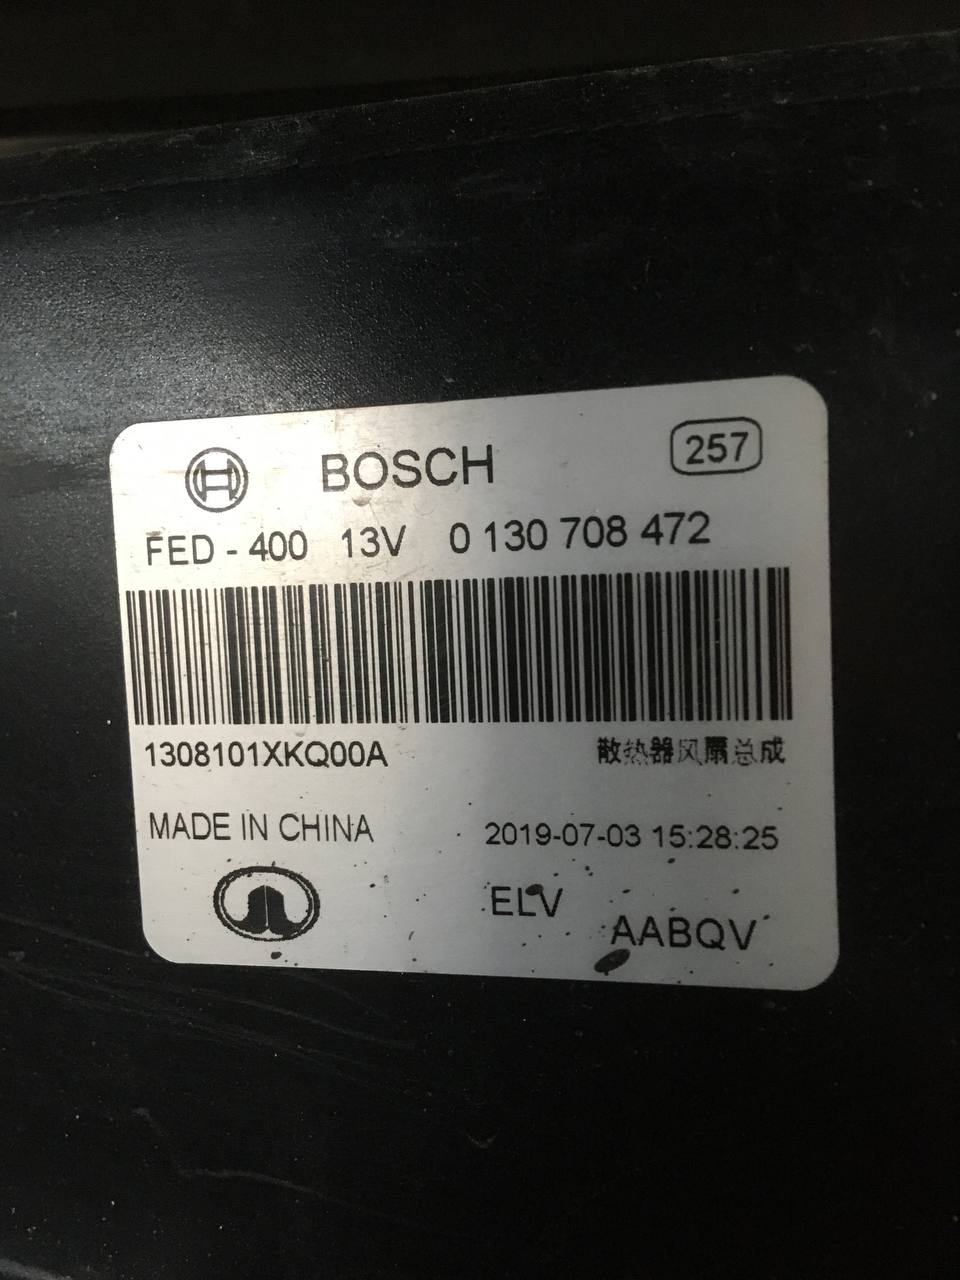 BOSCH
257
FED - 400 13V 0 130 708 472
1308101XKQ00A
散热器风扇总成
MADE IN CHINA
2019-07-03 15:28:25
ELV
AABQV